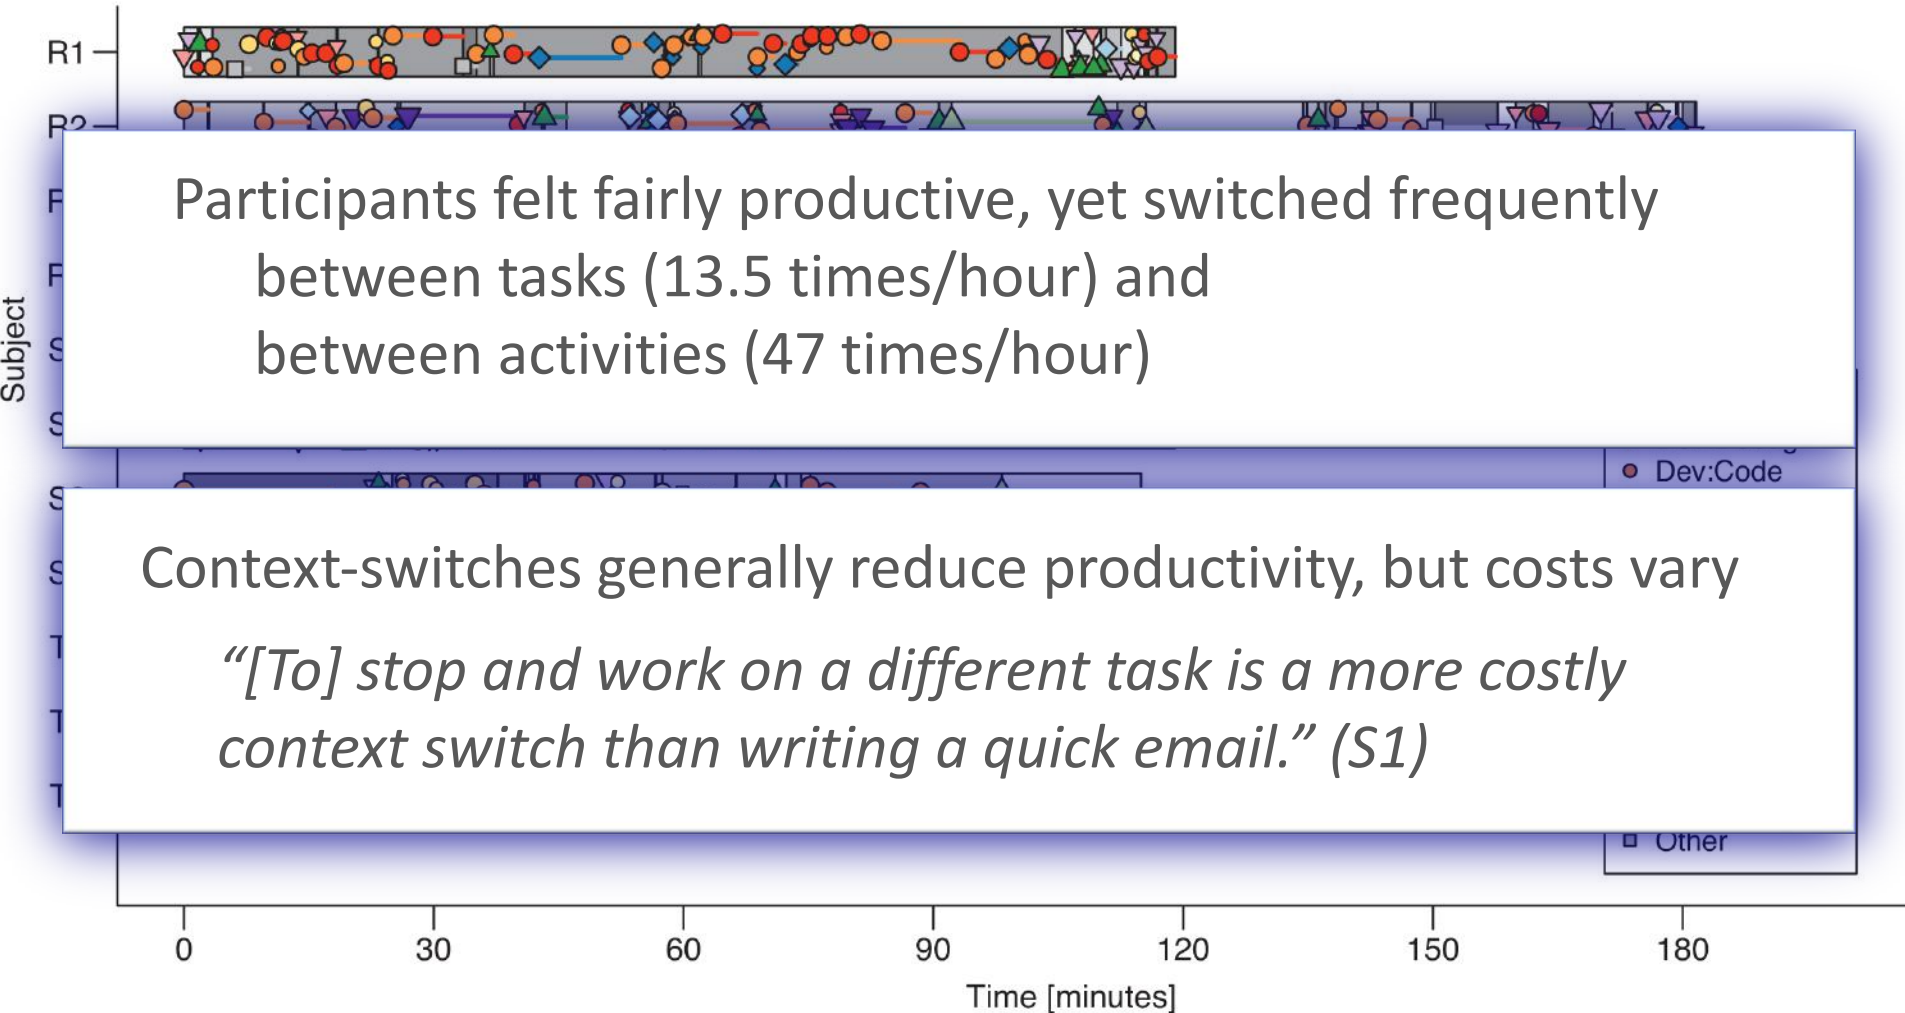 R1
R2
Participants felt fairly productive, yet switched frequently
between tasks (13.5 times/hour) and
between activities (47 times/hour)
Subject
Dev:Code
Context-switches generally reduce productivity, but costs vary
“[To] stop and work on a different task is a more costly
context switch than writing a quick email.” (S1)
Other
0 30 60 90 120 150 180
Time [minutes]